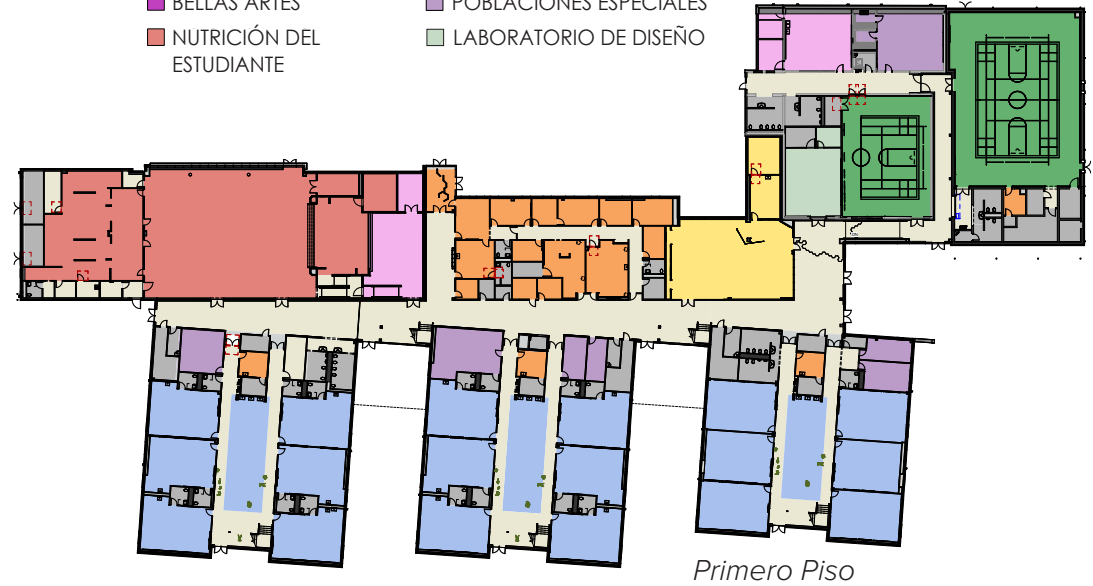 BELLAS ARTES
POBLACIONES ESPECIALES
NUTRICIÓN DEL
ESTUDIANTE
LABORATORIO DE DISEÑO
Primero Piso